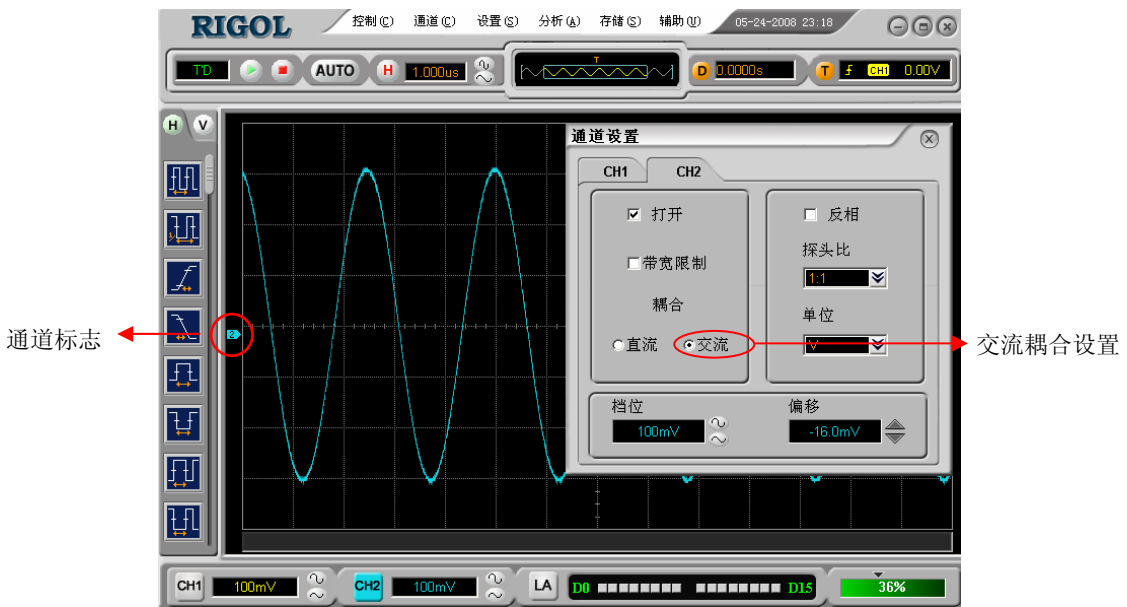 RIGOL 控制(C) 通道(C) 设置(S) 分析(A) 存储(S) 辅助(U) 05-24-2008 23:18
T'D AUTO H 1.000us T D 0.0000s T CH1 0.00V
H V
通道设置
CH1 CH2
打开
反相
带宽限制
探头比
1:1
耦合
单位
直流 交流
V
档位
偏移
100mV
-16.0mV
2
通道标志
交流耦合设置
CH1 100mV CH2 100mV LA D0 D15 36%